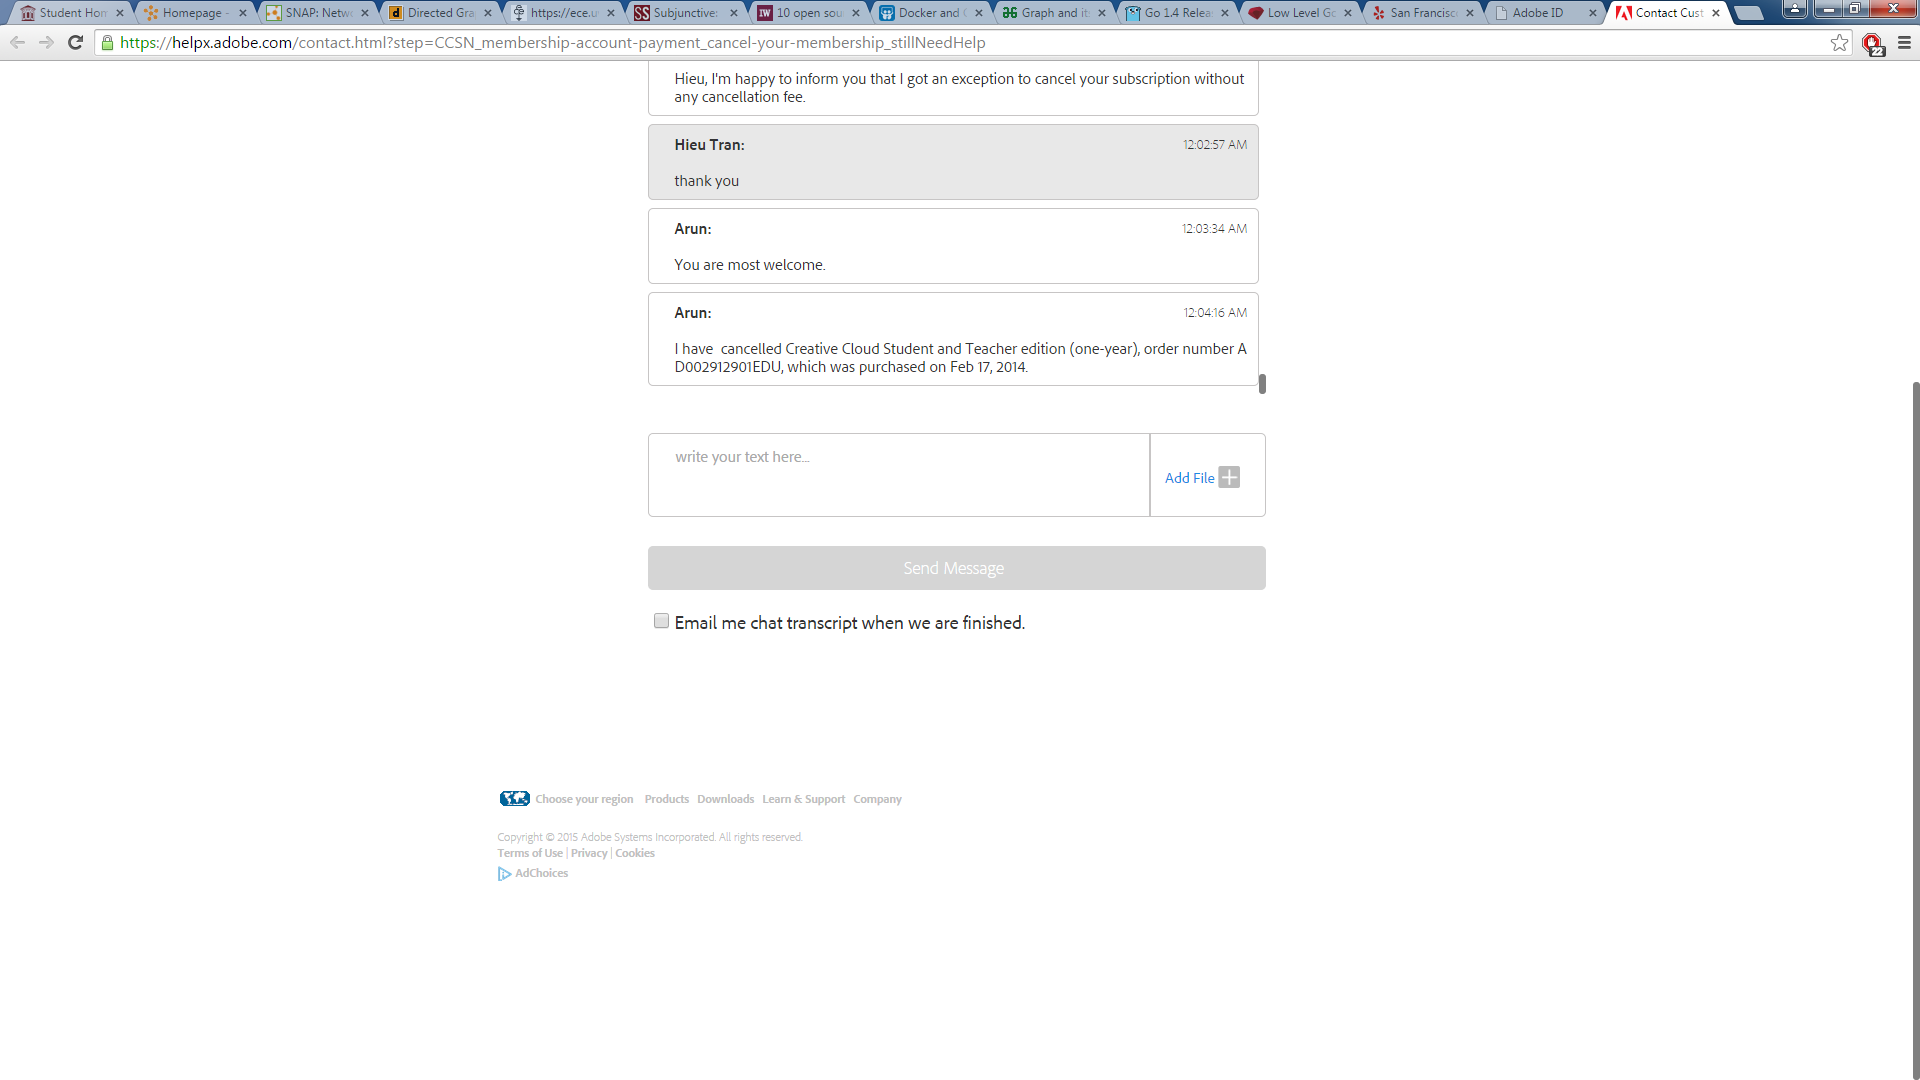 Student Hom
Homepage -
SNAP: Netw
Directed Gra
https://ece.u
Subjunctive
10 open sou
Docker and
Graph and it
Go 1.4 Relea
Low Level Go
San Francisc
Adobe ID
Contact Cust
https://helpx.adobe.com/contact.html?step=CCSN_membership-account-payment_cancel-your-membership_stillNeedHelp
22
Hieu, I'm happy to inform you that I got an exception to cancel your subscription without
any cancellation fee.
Hieu Tran: 12:02:57 AM
thank you
Arun: 12:03:34 AM
You are most welcome.
Arun: 12:04:16 AM
I have  cancelled Creative Cloud Student and Teacher edition (one-year), order number A
D002912901EDU, which was purchased on Feb 17, 2014.
write your text here...
Add File
Send Message
Email me chat transcript when we are finished.
Choose your region Products Downloads Learn & Support Company
Copyright © 2015 Adobe Systems Incorporated. All rights reserved.
Terms of Use | Privacy | Cookies
AdChoices